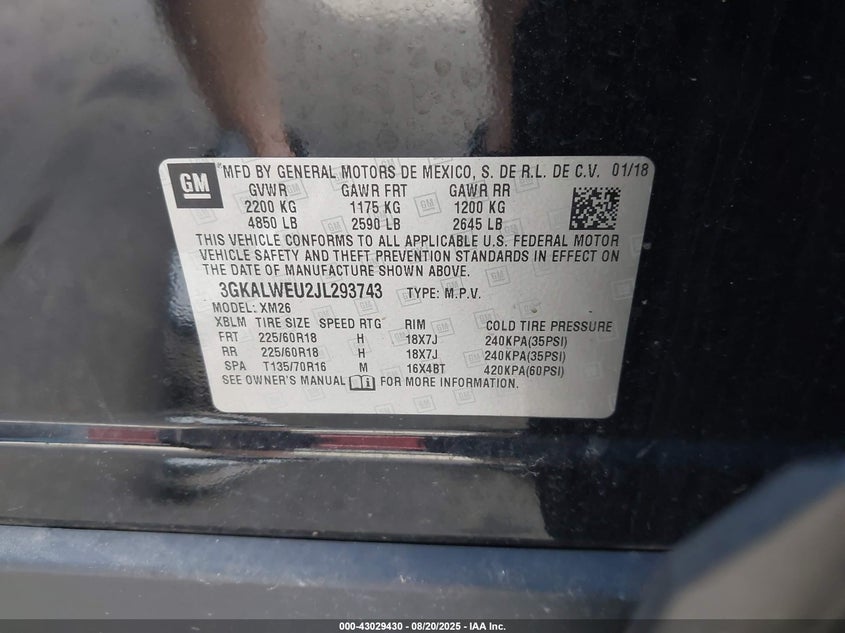 GM MFD BY GENERAL MOTORS DE MEXICO, S. DE R.L. DE C.V. 01/18
GVWR GAWR FRT GAWR RR
2200 KG 1175 KG 1200 KG
4850 LB 2590 LB 2645 LB
THIS VEHICLE CONFORMS TO ALL APPLICABLE U.S. FEDERAL MOTOR
VEHICLE SAFETY AND THEFT PREVENTION STANDARDS IN EFFECT ON
THE DATE OF MANUFACTURE SHOWN ABOVE.
3GKALWEU2JL293743 TYPE: M.P.V.
MODEL: XM26
XBLM TIRE SIZE SPEED RTG RIM COLD TIRE PRESSURE
FRT 225/60R18 H 18X7J 240KPA(35PSI)
RR 225/60R18 H 18X7J 240KPA(35PSI)
SPA T135/70R16 M 16X4BT 420KPA(60PSI)
SEE OWNER'S MANUAL FOR MORE INFORMATION.
000-43029430 - 08/20/2025 - IAA Inc.